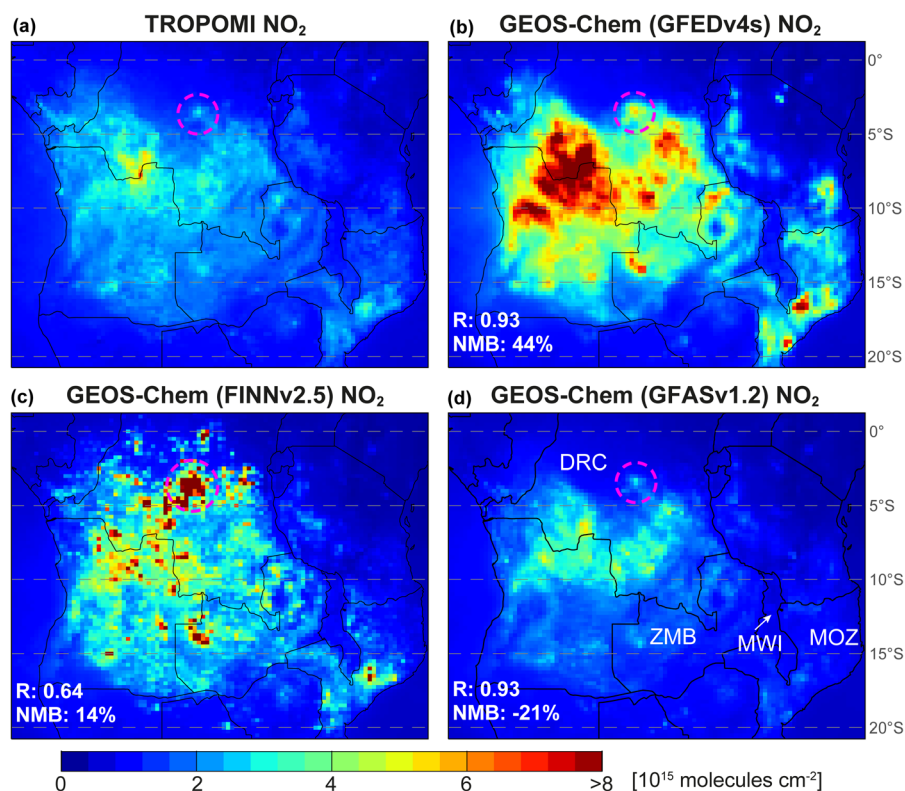 (a) TROPOMI NO₂
(b) GEOS-Chem (GFEDv4s) NO₂
0°
5°S
10°S
15°S
20°S
R: 0.93
NMB: 44%
(c) GEOS-Chem (FINNv2.5) NO₂
(d) GEOS-Chem (GFASv1.2) NO₂
0°
5°S
10°S
15°S
20°S
R: 0.64
NMB: 14%
DRC
ZMB
MWI
MOZ
R: 0.93
NMB: -21%
0 2 4 6 >8 [10¹⁵ molecules cm⁻²]